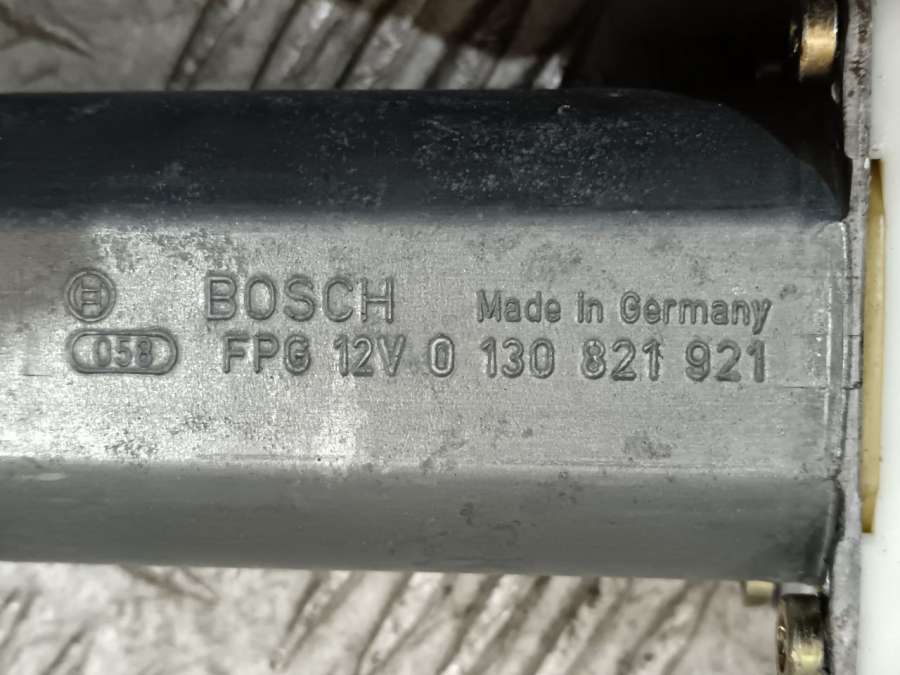 BOSCH Made in Germany
058 FPG 12V 0 130 821 921